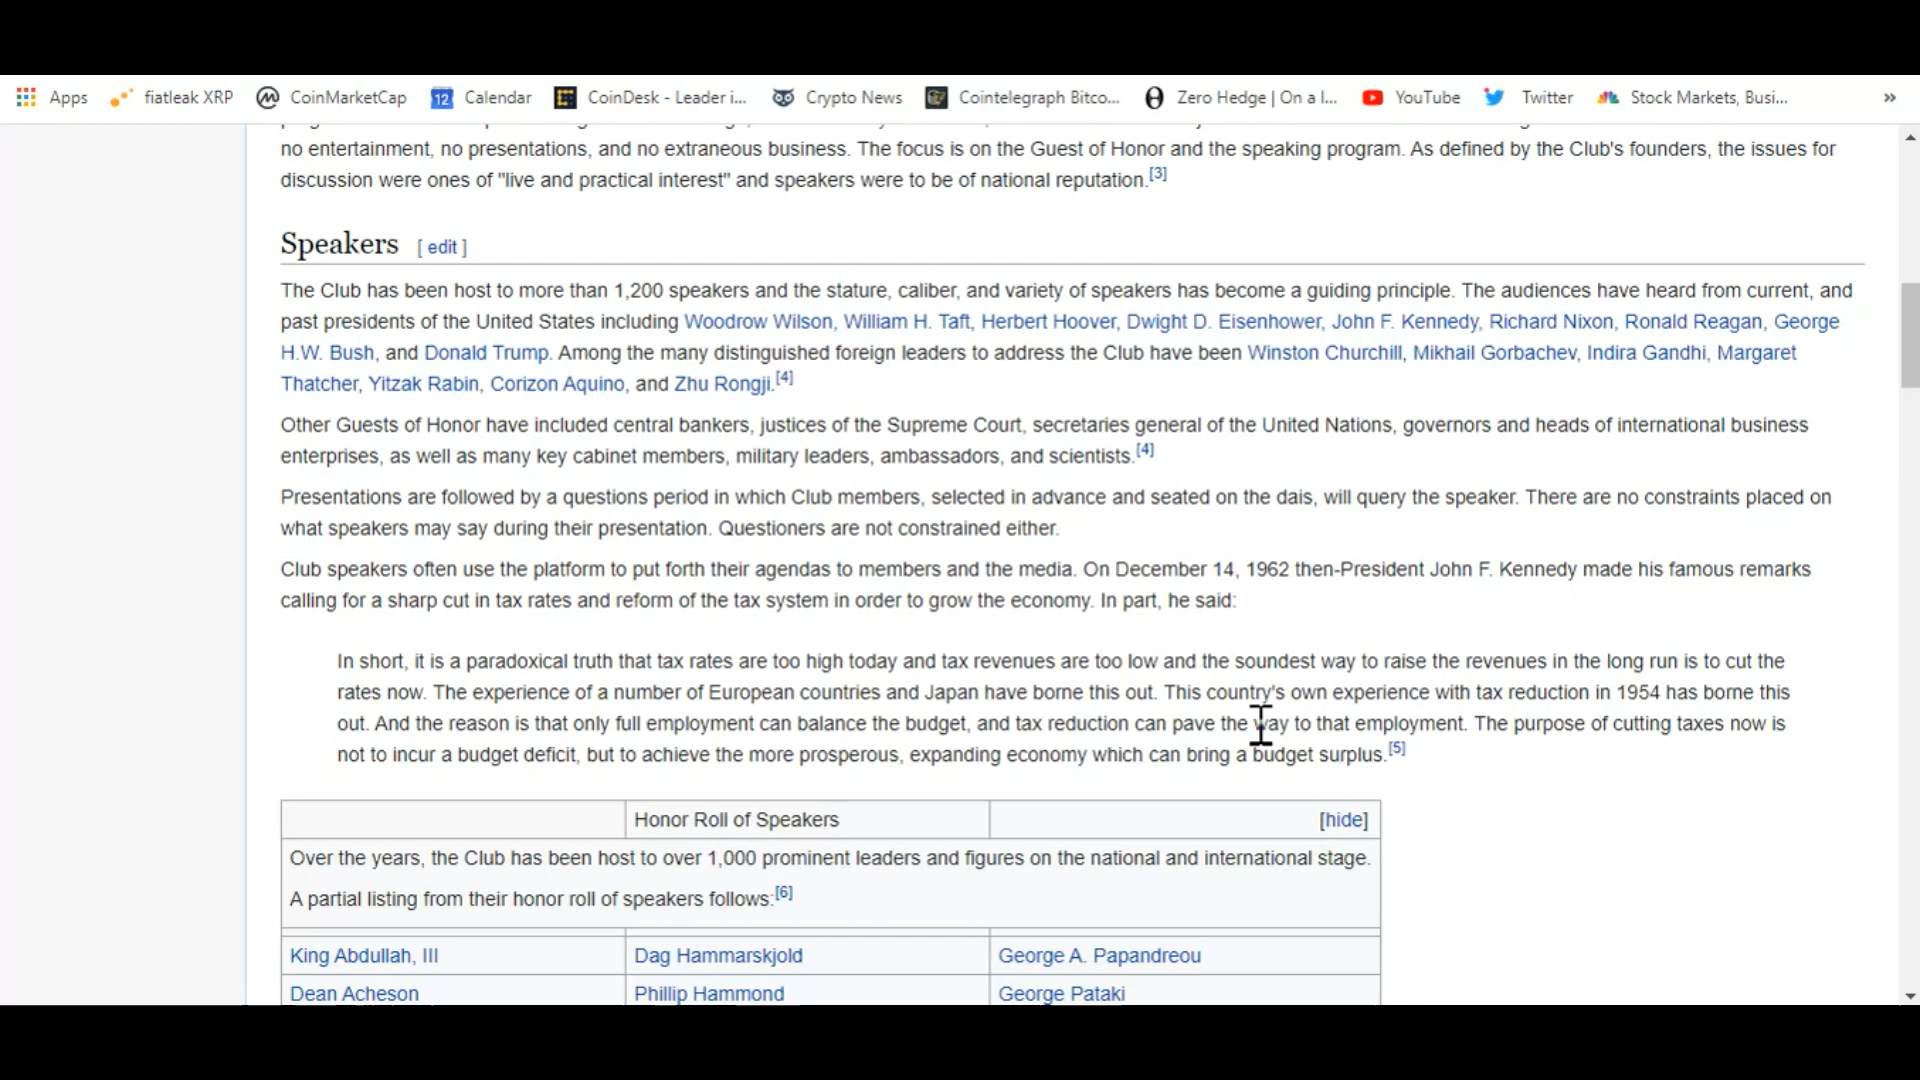 Apps fiatleak XRP CoinMarketCap 12 Calendar CoinDesk - Leader i... Crypto News Cointelegraph Bitco... Zero Hedge | On a l... YouTube Twitter Stock Markets, Busi... »
no entertainment, no presentations, and no extraneous business. The focus is on the Guest of Honor and the speaking program. As defined by the Club's founders, the issues for
discussion were ones of "live and practical interest" and speakers were to be of national reputation.[3]
Speakers [ edit ]
The Club has been host to more than 1,200 speakers and the stature, caliber, and variety of speakers has become a guiding principle. The audiences have heard from current, and
past presidents of the United States including Woodrow Wilson, William H. Taft, Herbert Hoover, Dwight D. Eisenhower, John F. Kennedy, Richard Nixon, Ronald Reagan, George
H.W. Bush, and Donald Trump. Among the many distinguished foreign leaders to address the Club have been Winston Churchill, Mikhail Gorbachev, Indira Gandhi, Margaret
Thatcher, Yitzak Rabin, Corizon Aquino, and Zhu Rongji.[4]
Other Guests of Honor have included central bankers, justices of the Supreme Court, secretaries general of the United Nations, governors and heads of international business
enterprises, as well as many key cabinet members, military leaders, ambassadors, and scientists.[4]
Presentations are followed by a questions period in which Club members, selected in advance and seated on the dais, will query the speaker. There are no constraints placed on
what speakers may say during their presentation. Questioners are not constrained either.
Club speakers often use the platform to put forth their agendas to members and the media. On December 14, 1962 then-President John F. Kennedy made his famous remarks
calling for a sharp cut in tax rates and reform of the tax system in order to grow the economy. In part, he said:
In short, it is a paradoxical truth that tax rates are too high today and tax revenues are too low and the soundest way to raise the revenues in the long run is to cut the
rates now. The experience of a number of European countries and Japan have borne this out. This country's own experience with tax reduction in 1954 has borne this
out. And the reason is that only full employment can balance the budget, and tax reduction can pave the way to that employment. The purpose of cutting taxes now is
not to incur a budget deficit, but to achieve the more prosperous, expanding economy which can bring a budget surplus.[5]
Honor Roll of Speakers [hide]
Over the years, the Club has been host to over 1,000 prominent leaders and figures on the national and international stage.
A partial listing from their honor roll of speakers follows:[6]
King Abdullah, III Dag Hammarskjold George A. Papandreou
Dean Acheson Phillip Hammond George Pataki